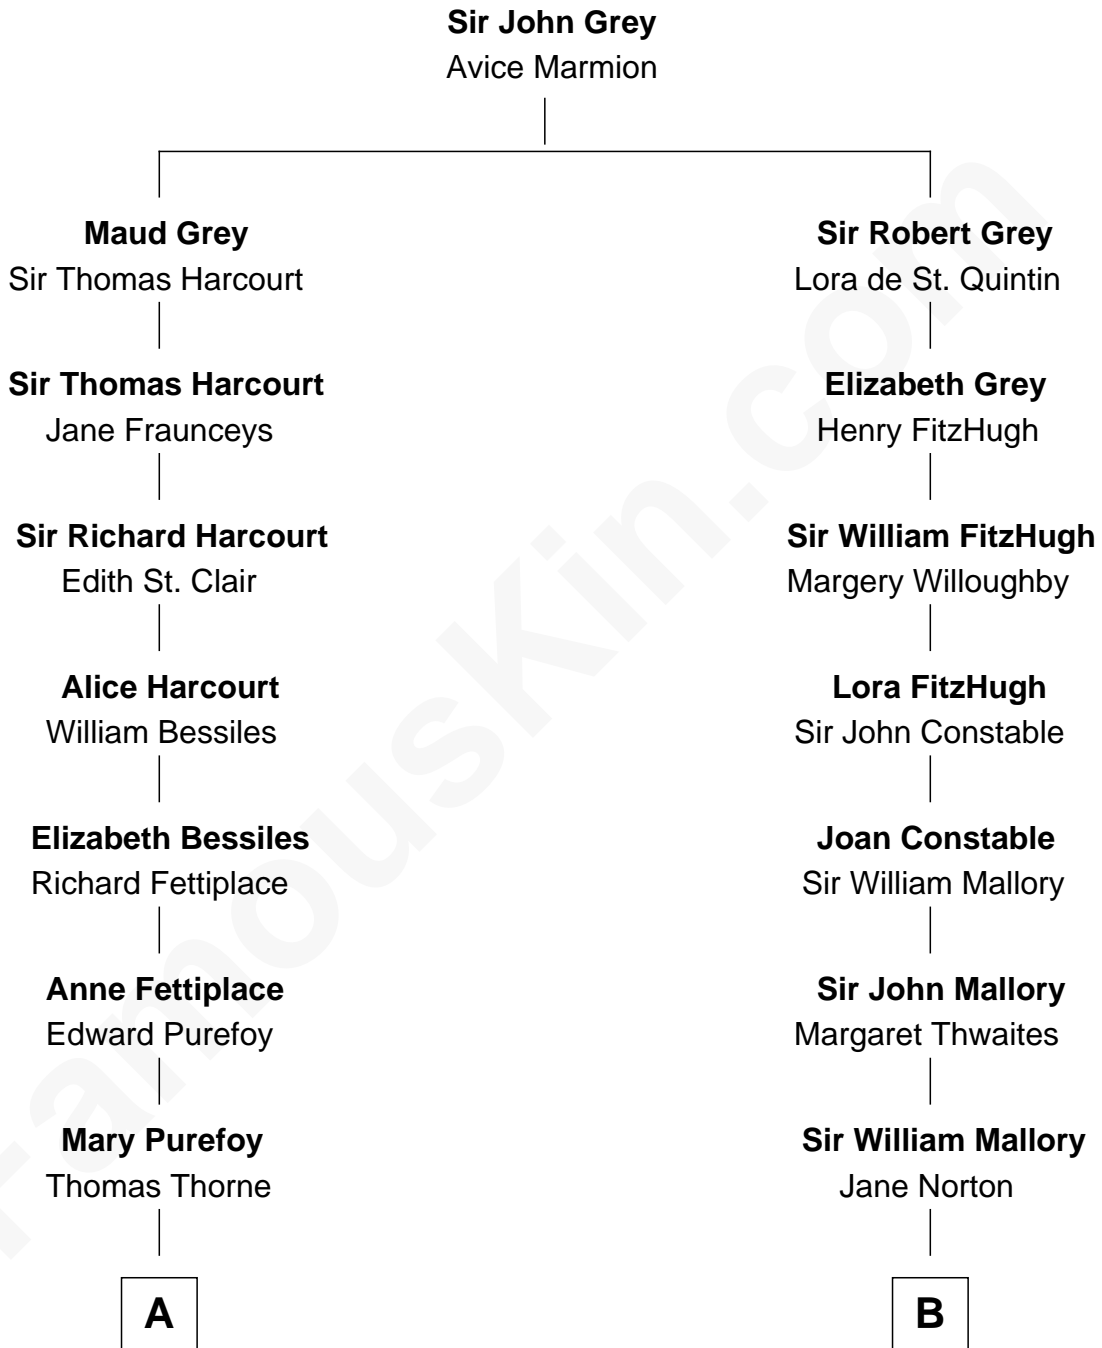 Sir John Grey
Avice Marmion
Maud Grey
Sir Thomas Harcourt
Sir Robert Grey
Lora de St. Quintin
Sir Thomas Harcourt
Jane Fraunceys
Elizabeth Grey
Henry FitzHugh
Sir Richard Harcourt
Edith St. Clair
Sir William FitzHugh
Margery Willoughby
Alice Harcourt
William Bessiles
Lora FitzHugh
Sir John Constable
Elizabeth Bessiles
Richard Fettiplace
Joan Constable
Sir William Mallory
Anne Fettiplace
Edward Purefoy
Sir John Mallory
Margaret Thwaites
Mary Purefoy
Thomas Thorne
Sir William Mallory
Jane Norton
A
B
FamousKin.com